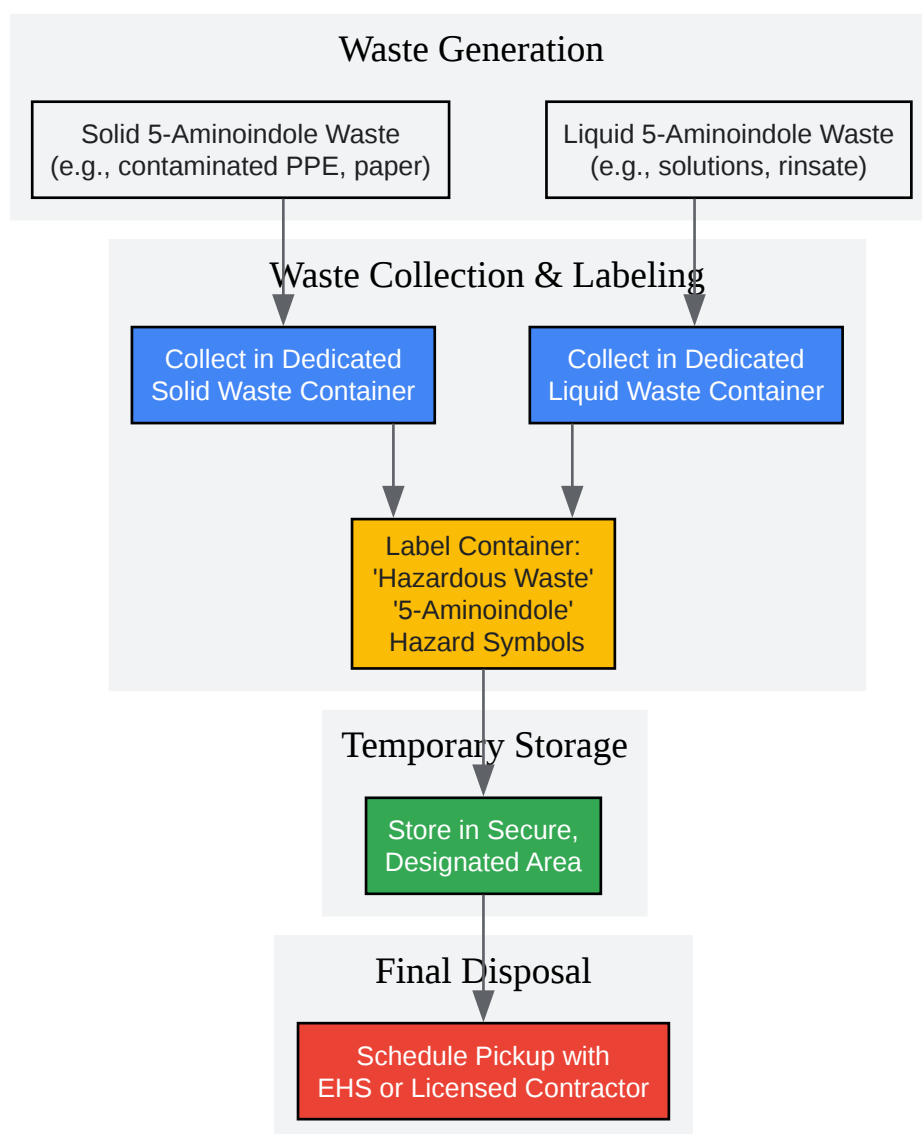 Waste Generation
Solid 5-Aminoindole Waste
(e.g., contaminated PPE, paper)
Liquid 5-Aminoindole Waste
(e.g., solutions, rinsate)
Waste Collection & Labeling
Collect in Dedicated
Solid Waste Container
Collect in Dedicated
Liquid Waste Container
Label Container:
'Hazardous Waste'
'5-Aminoindole'
Hazard Symbols
Temporary Storage
Store in Secure,
Designated Area
Final Disposal
Schedule Pickup with
EHS or Licensed Contractor